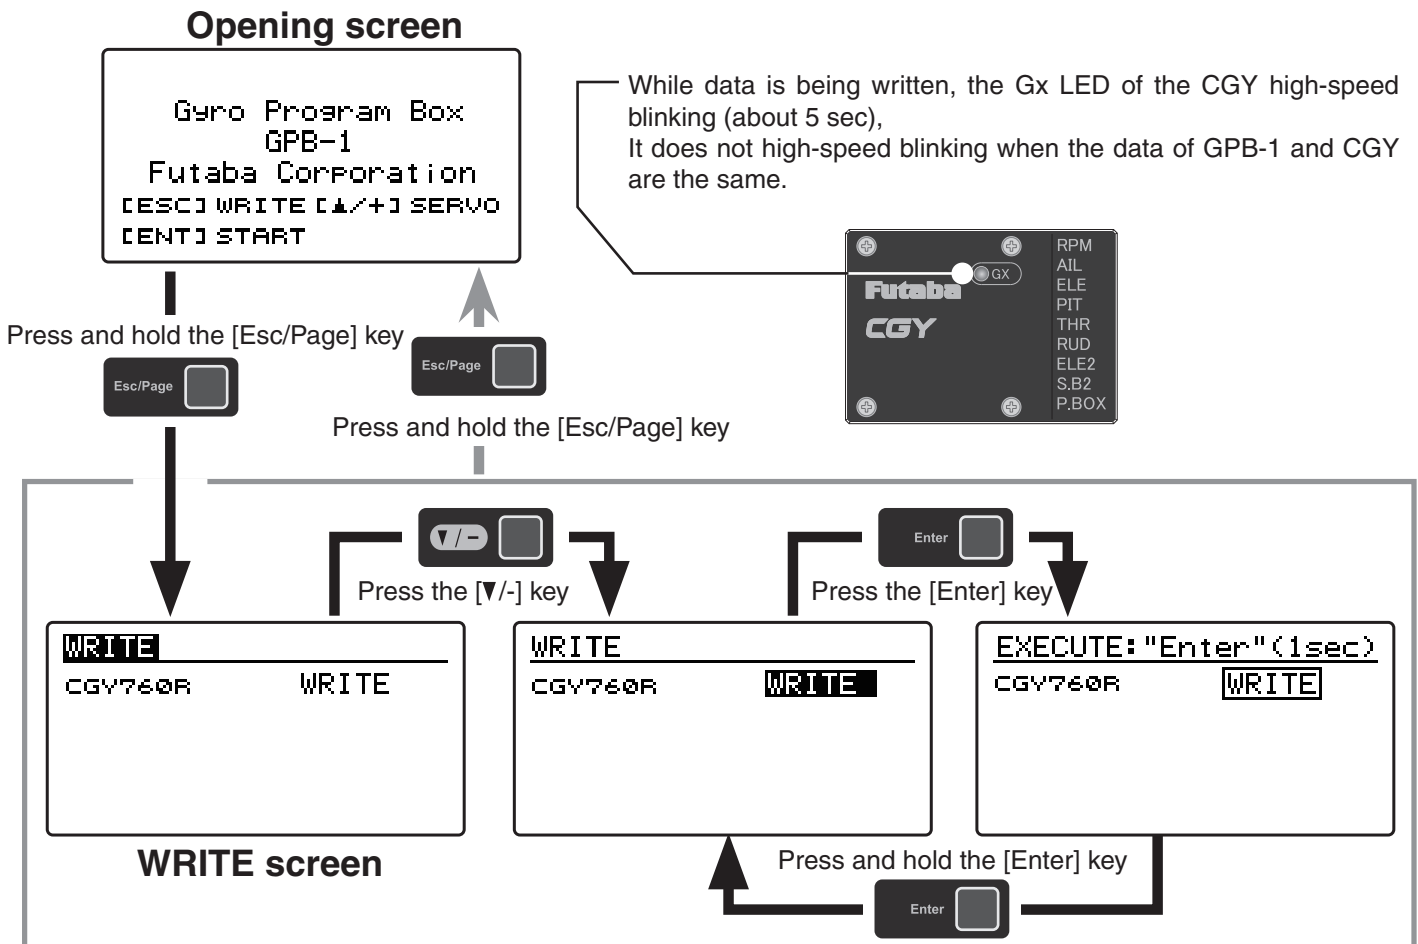 Opening screen
Gyro Program Box
GPB-1
Futaba Corporation
[ESC] WRITE [▲/+] SERVO
[ENT] START
While data is being written, the Gx LED of the CGY high-speed
blinking (about 5 sec),
It does not high-speed blinking when the data of GPB-1 and CGY
are the same.
GX
Futaba
CGY
RPM
AIL
ELE
PIT
THR
RUD
ELE2
S.B2
P.BOX
Press and hold the [Esc/Page] key
Esc/Page
Esc/Page
Press and hold the [Esc/Page] key
▼/-
Press the [▼/-] key
Enter
Press the [Enter] key
WRITE
CGY760R WRITE
WRITE screen
WRITE
CGY760R WRITE
EXECUTE:"Enter"(1sec)
CGY760R WRITE
Press and hold the [Enter] key
Enter